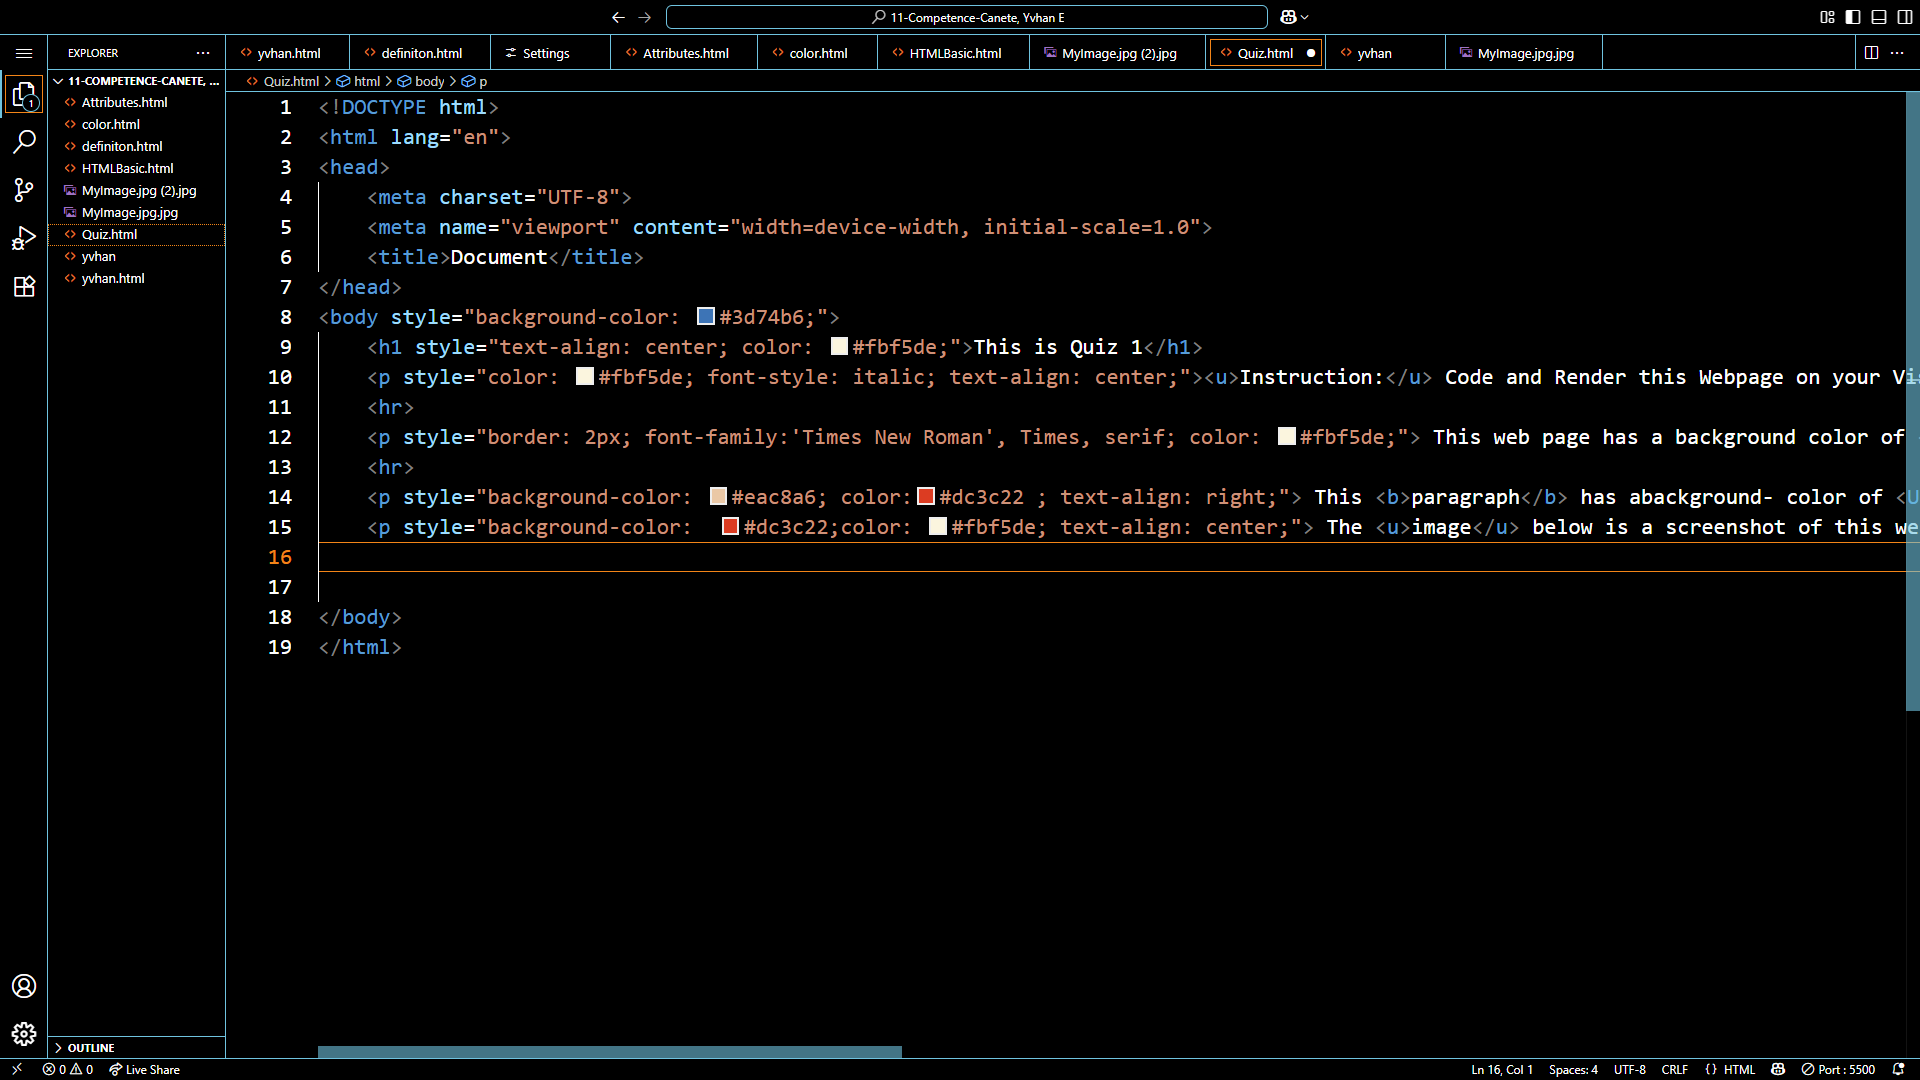 11-Competence-Canete, Yvhan E
EXPLORER
yvhan.html
definiton.html
Settings
Attributes.html
color.html
HTMLBasic.html
MyImage.jpg (2).jpg
Quiz.html
yvhan
MyImage.jpg.jpg
11-COMPETENCE-CANETE, ...
Attributes.html
color.html
definiton.html
HTMLBasic.html
MyImage.jpg (2).jpg
MyImage.jpg.jpg
Quiz.html
yvhan
yvhan.html
1
Quiz.html > html > body > p
1 <!DOCTYPE html>
2 <html lang="en">
3 <head>
4 <meta charset="UTF-8">
5 <meta name="viewport" content="width=device-width, initial-scale=1.0">
6 <title>Document</title>
7 </head>
8 <body style="background-color: #3d74b6;">
9 <h1 style="text-align: center; color: #fbf5de;">This is Quiz 1</h1>
10 <p style="color: #fbf5de; font-style: italic; text-align: center;"><u>Instruction:</u> Code and Render this Webpage on your Vi
11 <hr>
12 <p style="border: 2px; font-family:'Times New Roman', Times, serif; color: #fbf5de;"> This web page has a background color of
13 <hr>
14 <p style="background-color: #eac8a6; color: #dc3c22 ; text-align: right;"> This <b>paragraph</b> has abackground- color of <U
15 <p style="background-color: #dc3c22;color: #fbf5de; text-align: center;"> The <u>image</u> below is a screenshot of this we
16
17
18 </body>
19 </html>
OUTLINE
0 0 Live Share
Ln 16, Col 1 Spaces: 4 UTF-8 CRLF {} HTML Port : 5500